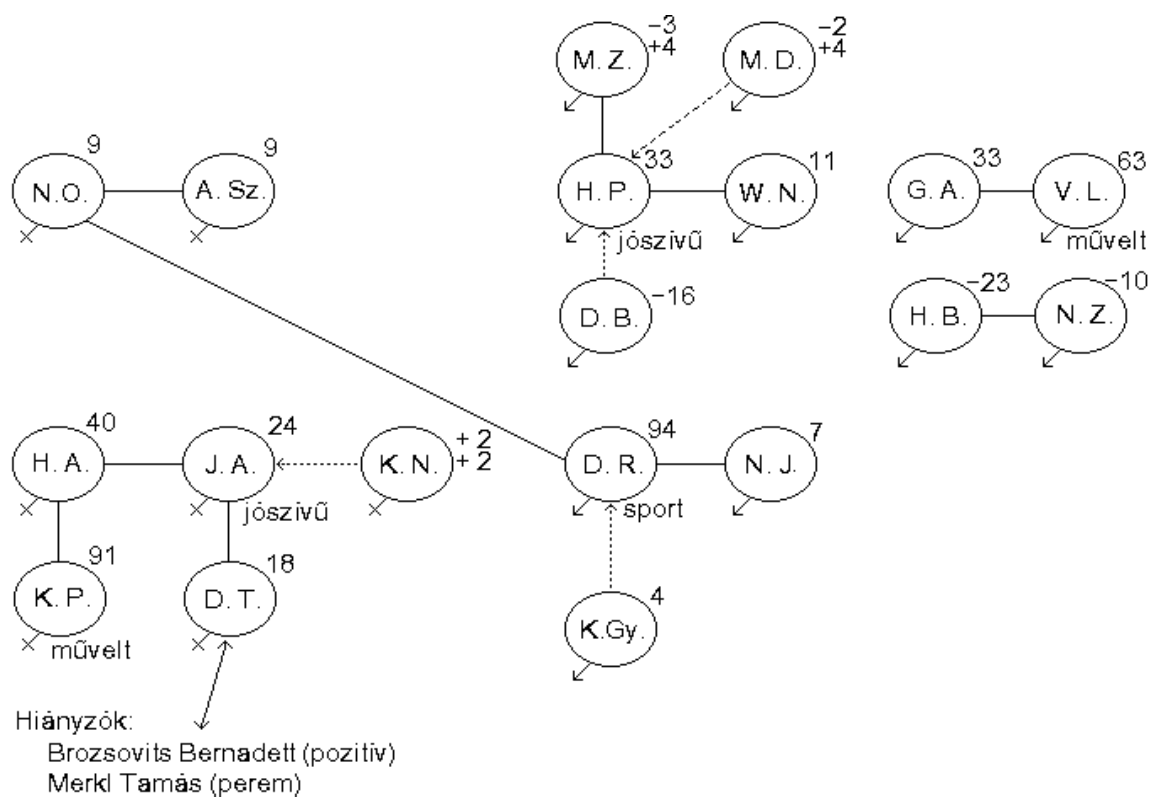 −3
+4
M. Z.
−2
+4
M. D.
9
N.O.
9
A. Sz.
33
H. P.
jószívű
11
W. N.
33
G. A.
63
V. L.
művelt
−16
D. B.
−23
H. B.
−10
N. Z.
40
H. A.
24
J. A.
jószívű
+ 2
+ 2
K. N.
94
D. R.
sport
7
N. J.
91
K. P.
művelt
18
D. T.
4
K.Gy.
Hiányzók:
Brozsovits Bernadett (pozitív)
Merkl Tamás (perem)